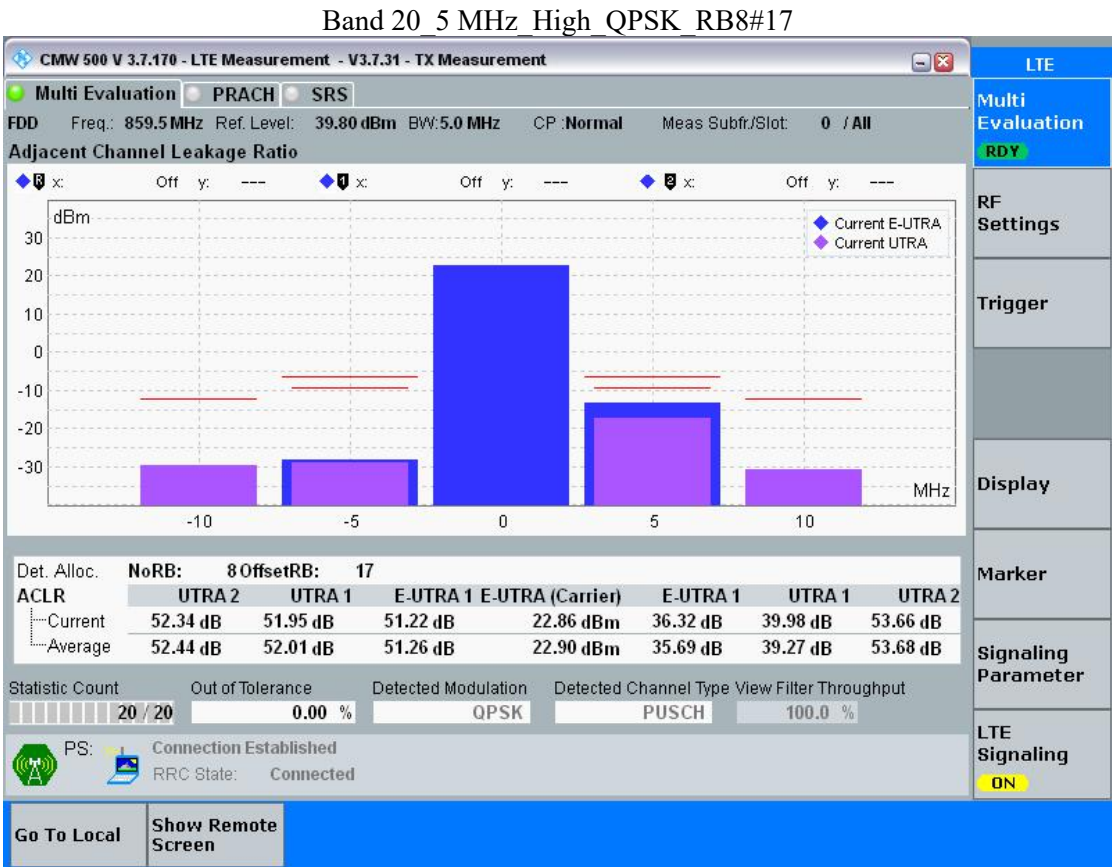 Band 20_5 MHz_High_QPSK_RB8#17
CMW 500 V 3.7.170 - LTE Measurement - V3.7.31 - TX Measurement
LTE
Multi Evaluation PRACH SRS
Multi Evaluation
RDY
FDD Freq.: 859.5 MHz Ref. Level: 39.80 dBm BW: 5.0 MHz CP : Normal Meas Subfr./Slot: 0 / All
Adjacent Channel Leakage Ratio
R x: Off y: --- 1 x: Off y: --- 2 x: Off y: ---
dBm
Current E-UTRA
Current UTRA
30
20
10
0
-10
-20
-30
MHz
-10 -5 0 5 10
RF Settings
Trigger
Display
Marker
Signaling Parameter
LTE Signaling
ON
Det. Alloc. NoRB: 8 OffsetRB: 17
ACLR UTRA 2 UTRA 1 E-UTRA 1 E-UTRA (Carrier) E-UTRA 1 UTRA 1 UTRA 2
Current 52.34 dB 51.95 dB 51.22 dB 22.86 dBm 36.32 dB 39.98 dB 53.66 dB
Average 52.44 dB 52.01 dB 51.26 dB 22.90 dBm 35.69 dB 39.27 dB 53.68 dB
Statistic Count Out of Tolerance Detected Modulation Detected Channel Type View Filter Throughput
20 / 20 0.00 % QPSK PUSCH 100.0 %
PS: Connection Established
RRC State: Connected
Go To Local Show Remote Screen